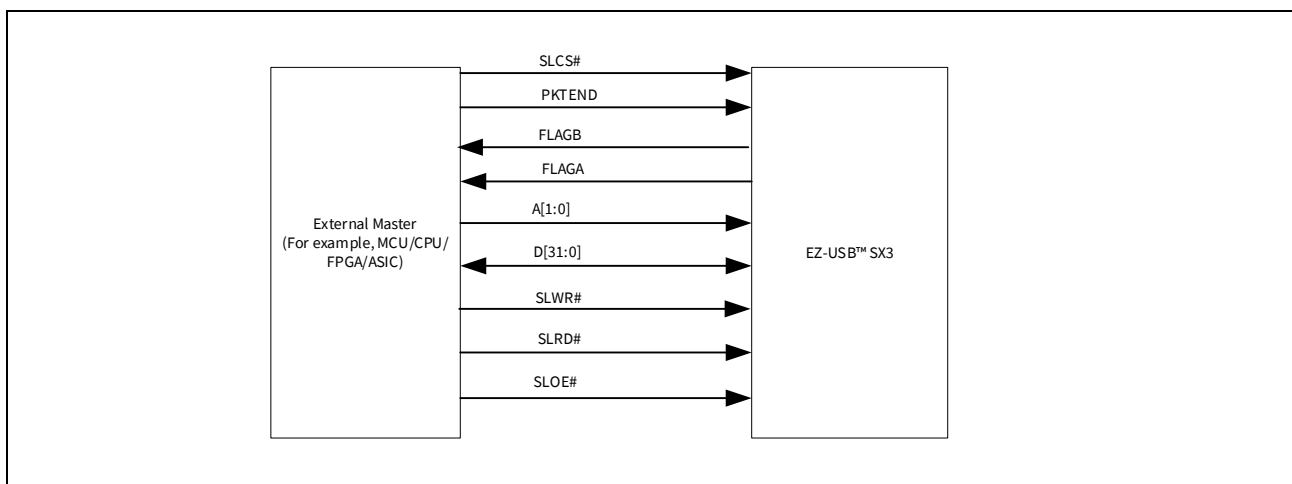 SLCS#
PKTEND
FLAGB
FLAGA
A[1:0]
External Master
(For example, MCU/CPU/
FPGA/ASIC)
D[31:0]
EZ-USB™ SX3
SLWR#
SLRD#
SLOE#